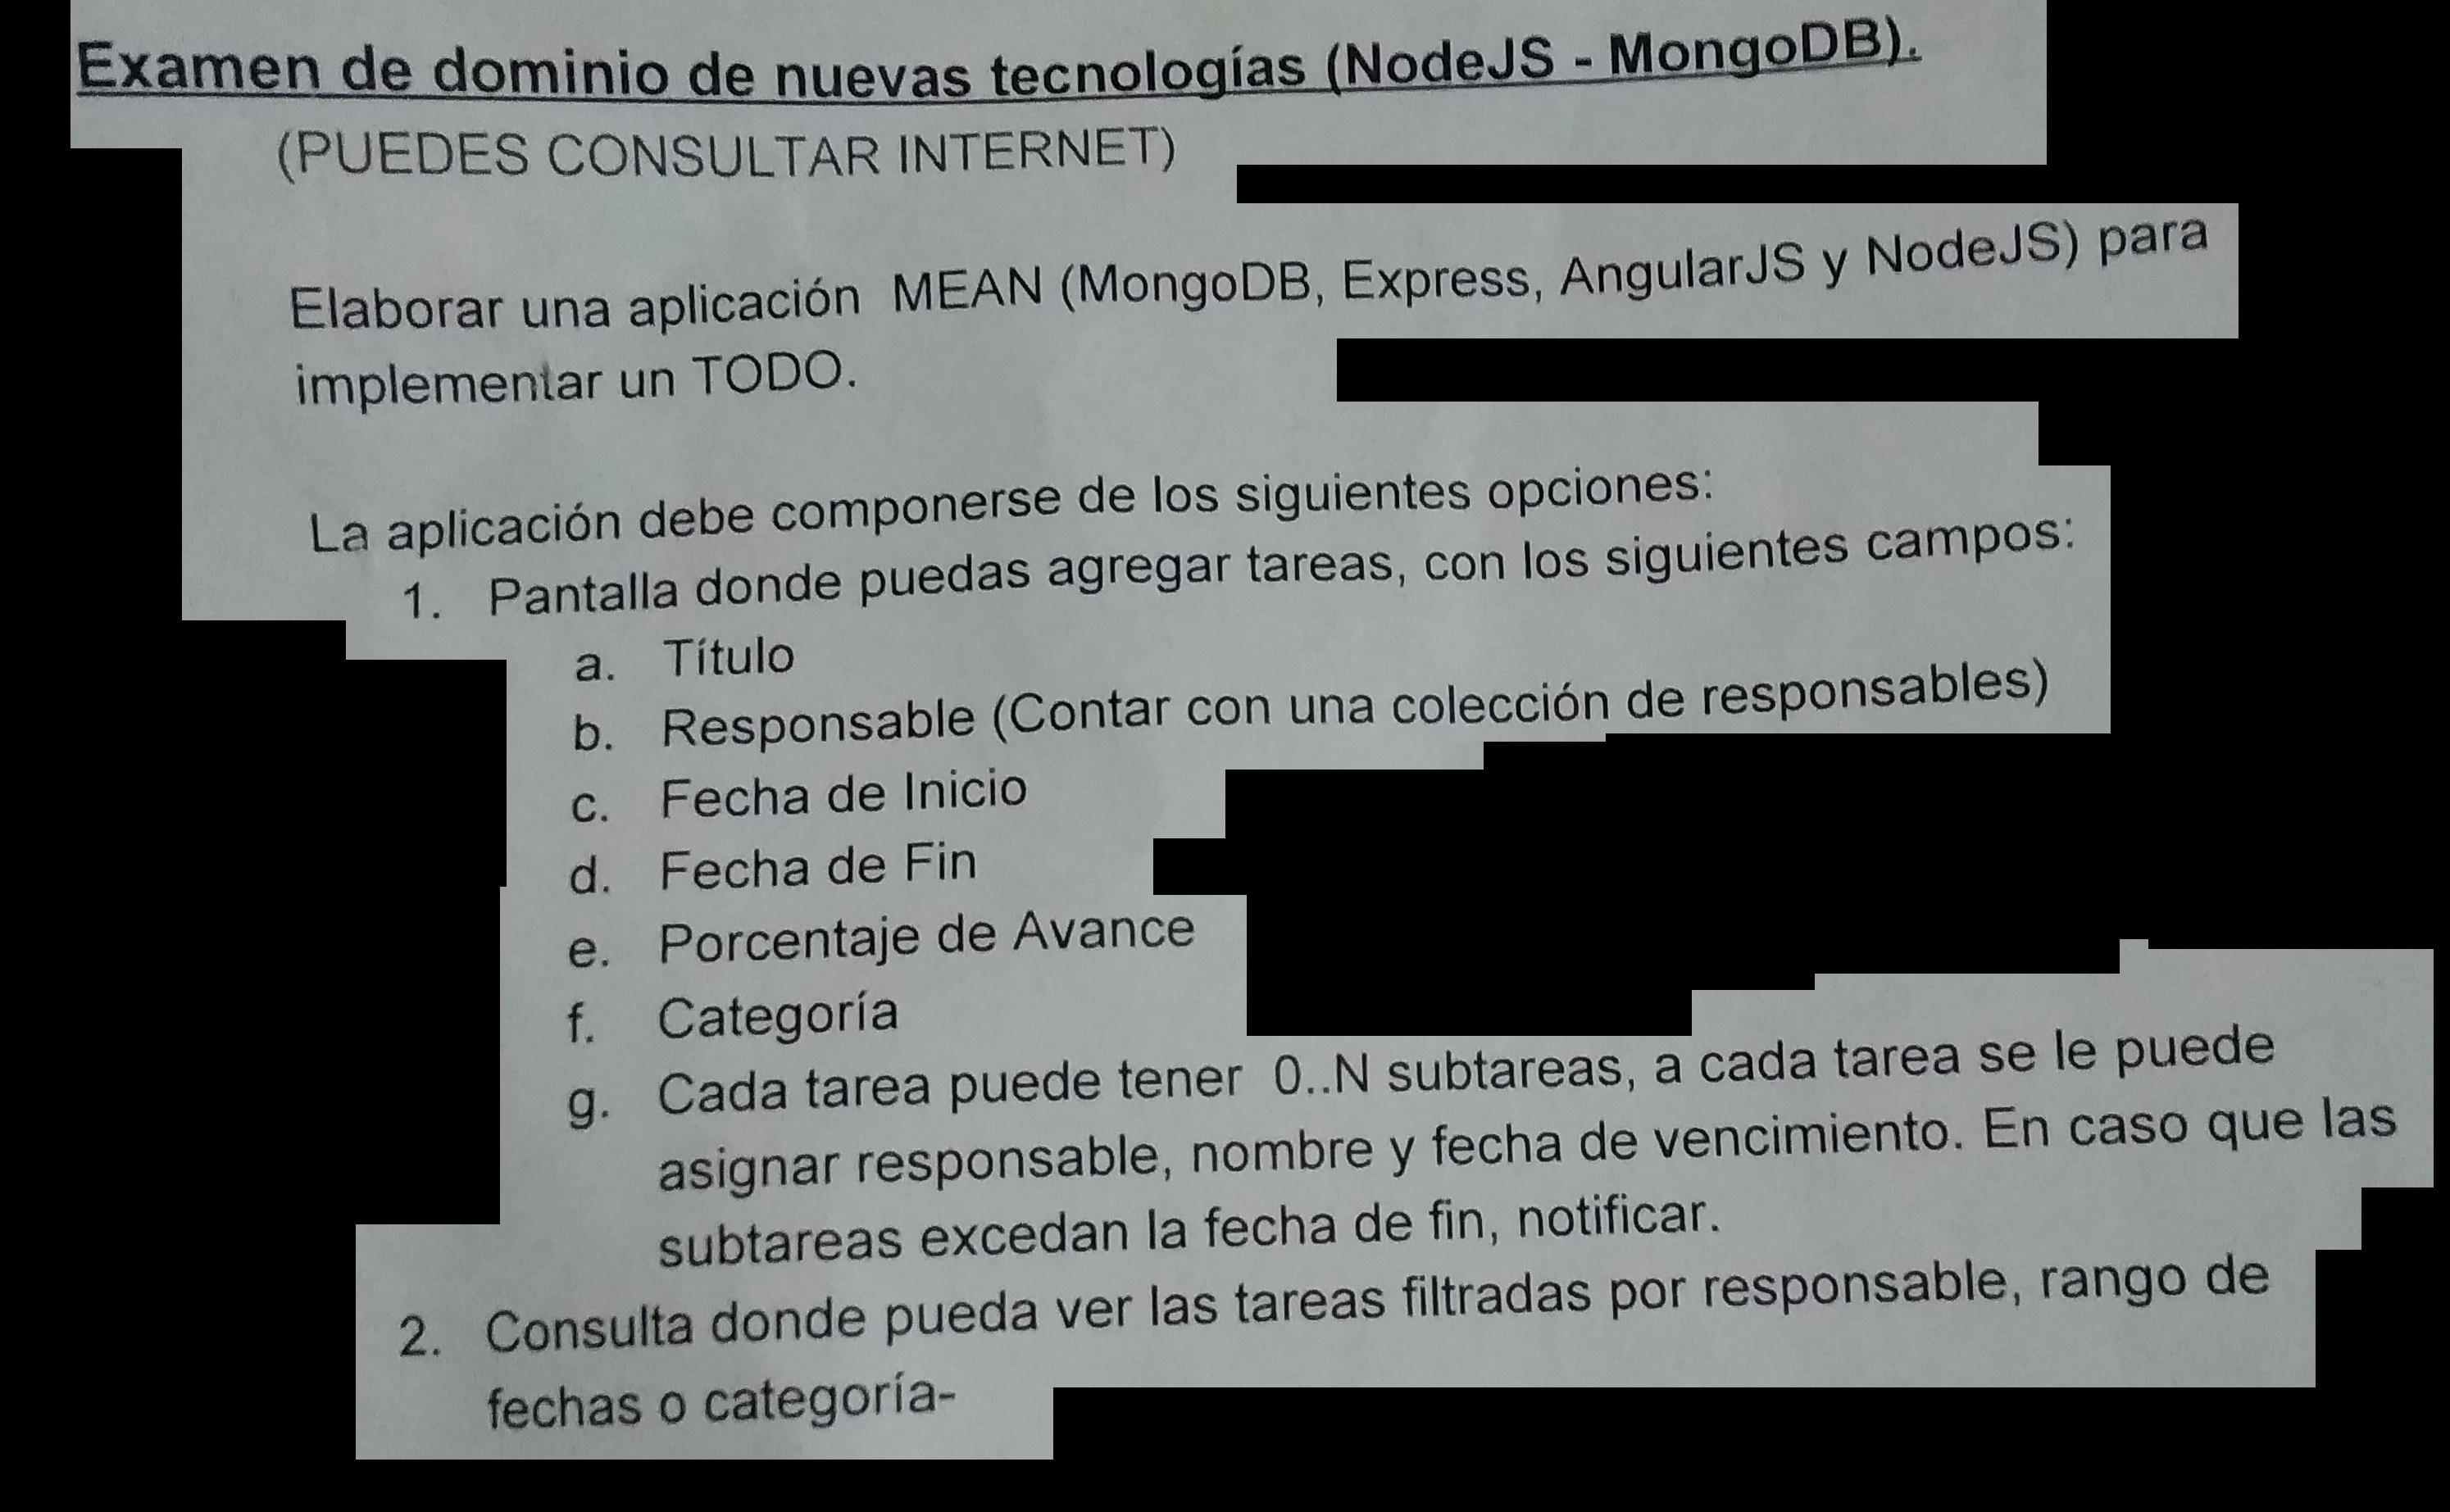 Examen de dominio de nuevas tecnologías (NodeJS - MongoDB).
(PUEDES CONSULTAR INTERNET)
Elaborar una aplicación MEAN (MongoDB, Express, AngularJS y NodeJS) para
implementar un TODO.
La aplicación debe componerse de los siguientes opciones:
1. Pantalla donde puedas agregar tareas, con los siguientes campos:
a. Título
b. Responsable (Contar con una colección de responsables)
c. Fecha de Inicio
d. Fecha de Fin
e. Porcentaje de Avance
f. Categoría
g. Cada tarea puede tener 0..N subtareas, a cada tarea se le puede
asignar responsable, nombre y fecha de vencimiento. En caso que las
subtareas excedan la fecha de fin, notificar.
2. Consulta donde pueda ver las tareas filtradas por responsable, rango de
fechas o categoría-